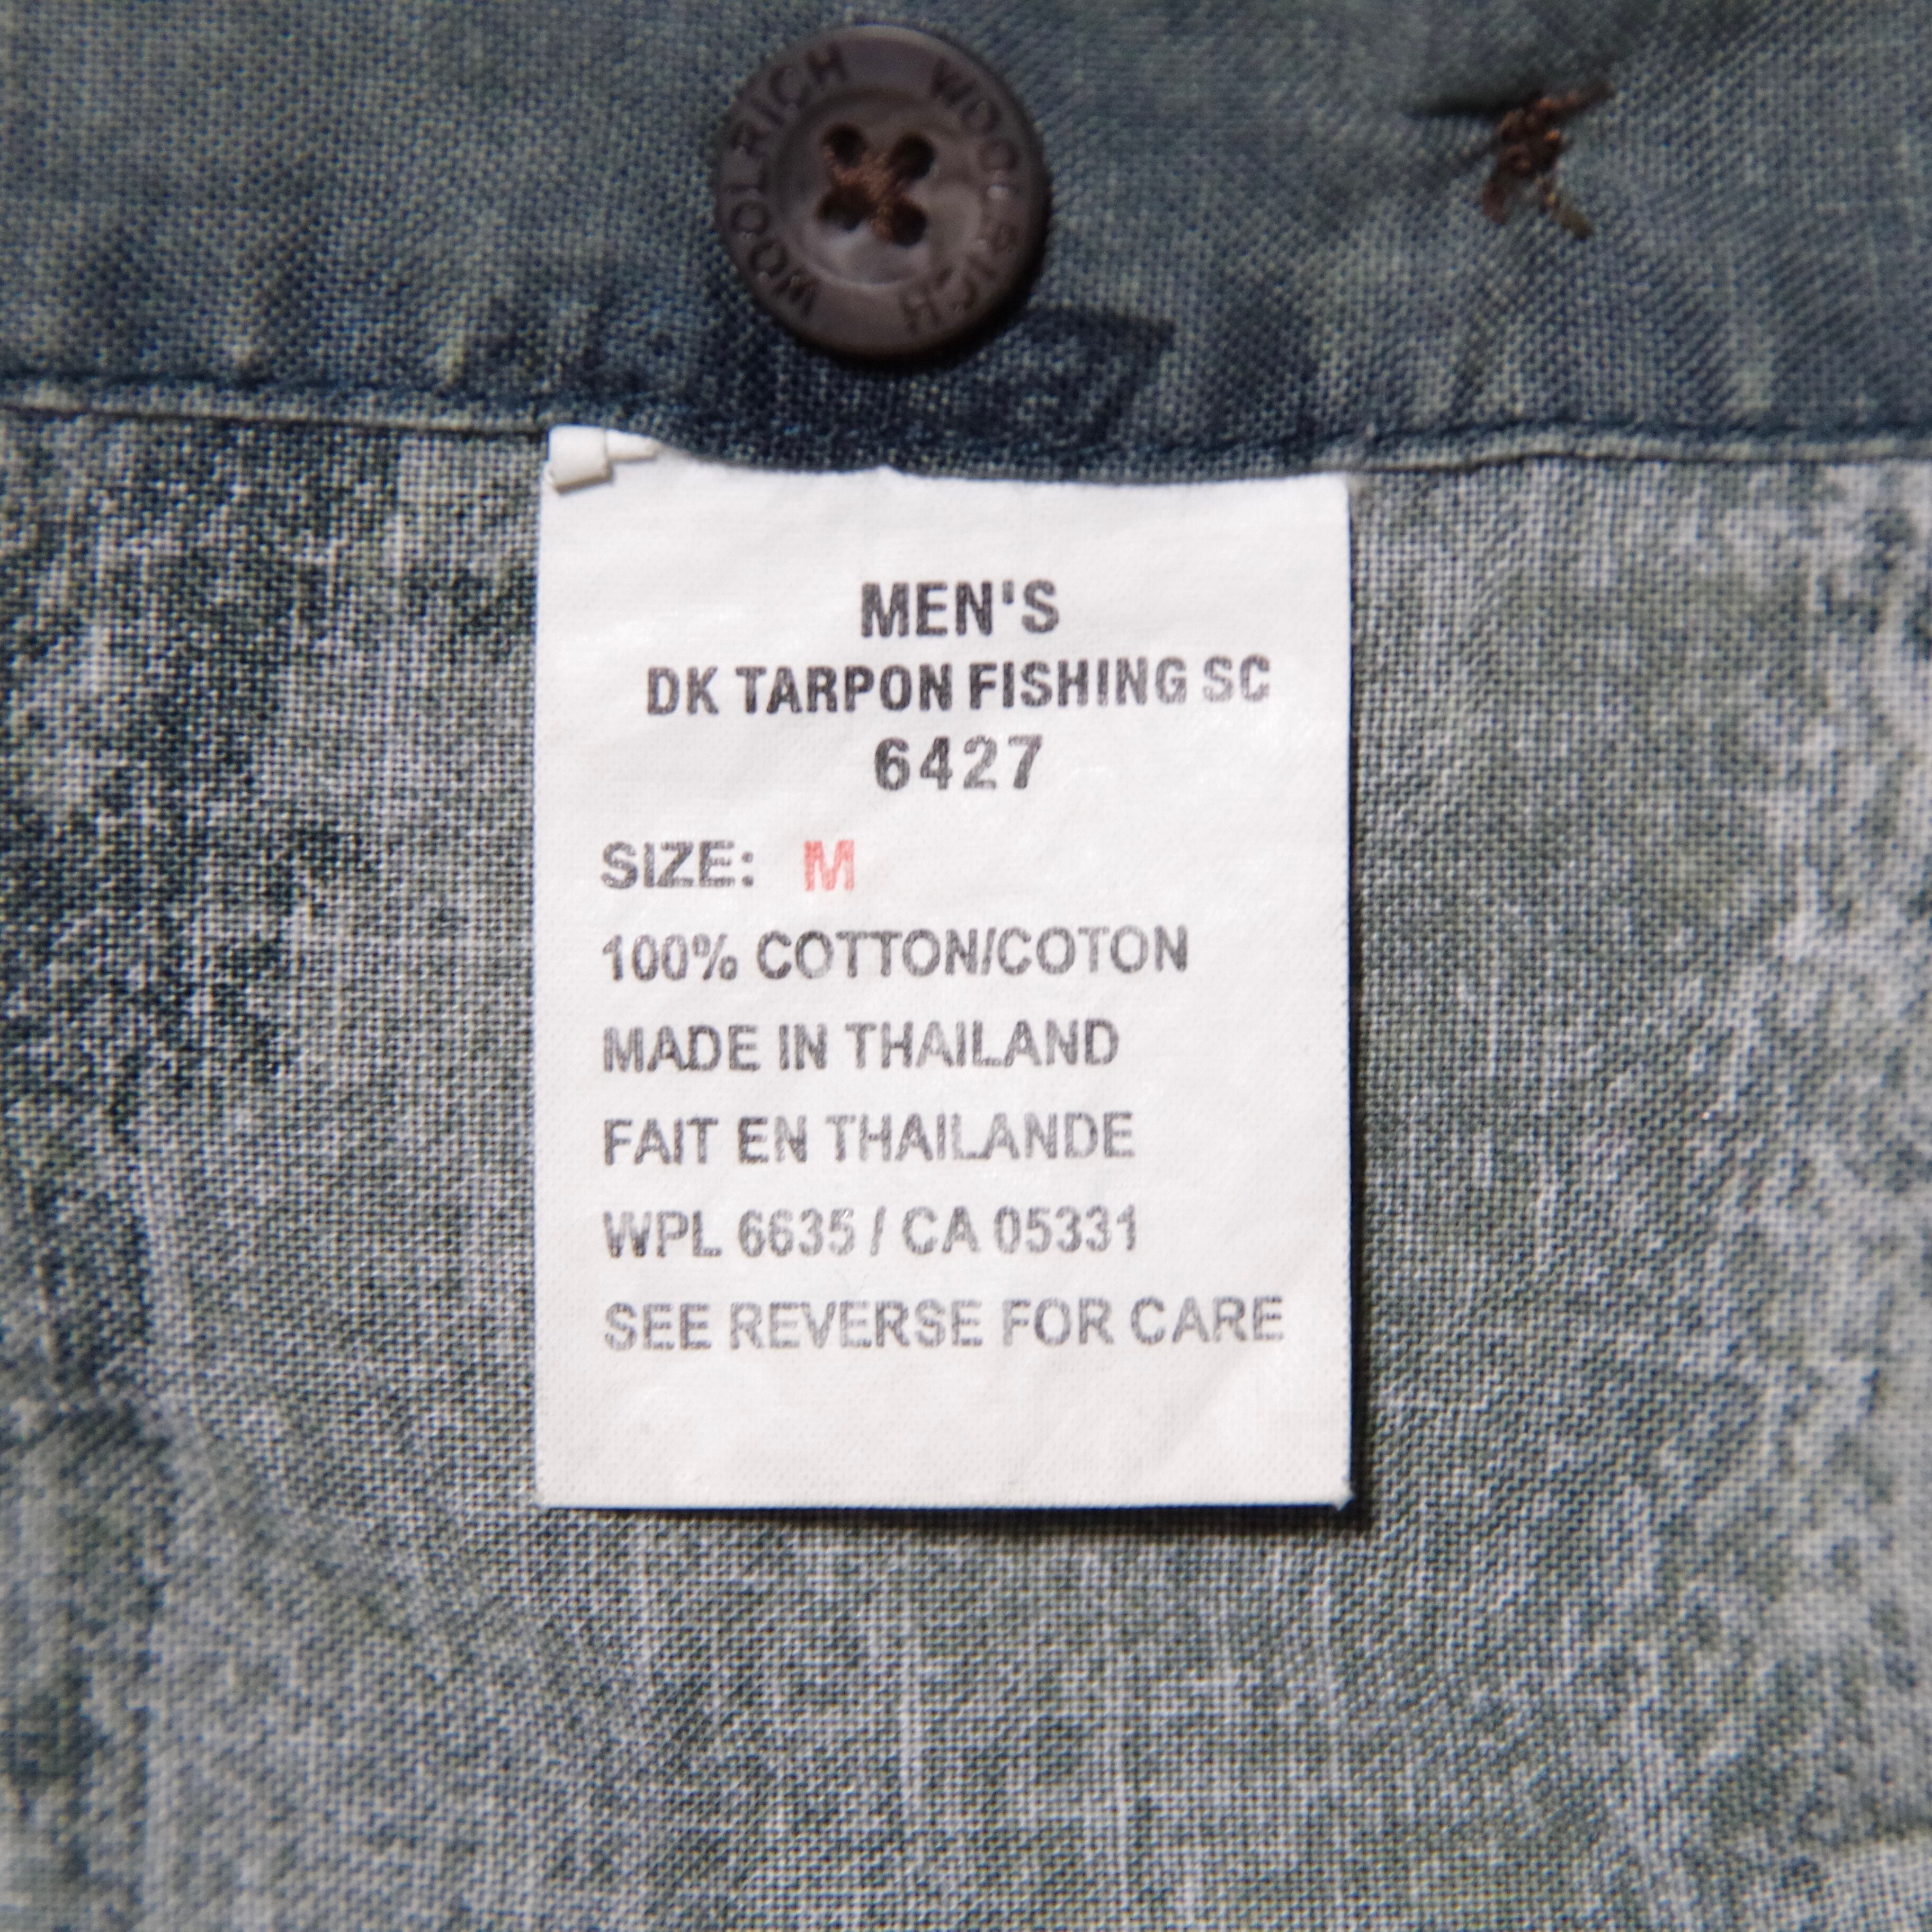 WOOLRICH WOOLRICH
MEN'S
DK TARPON FISHING SC
6427
SIZE: M
100% COTTON/COTON
MADE IN THAILAND
FAIT EN THAILANDE
WPL 6635 / CA 05331
SEE REVERSE FOR CARE